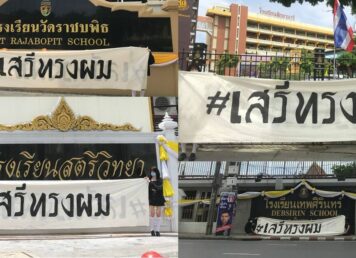 โรงเรียนวัดราชบพิธ
T RAJABOPIT SCHOOL
เสรีทรงผม
#เสรีทรงผ
โรงเรียนสตรีวิทยา
เสรีทรงผม
โรงเรียนเทพศิรินทร์
DEBSIRIN SCHOOL
#เสรีทรงผม